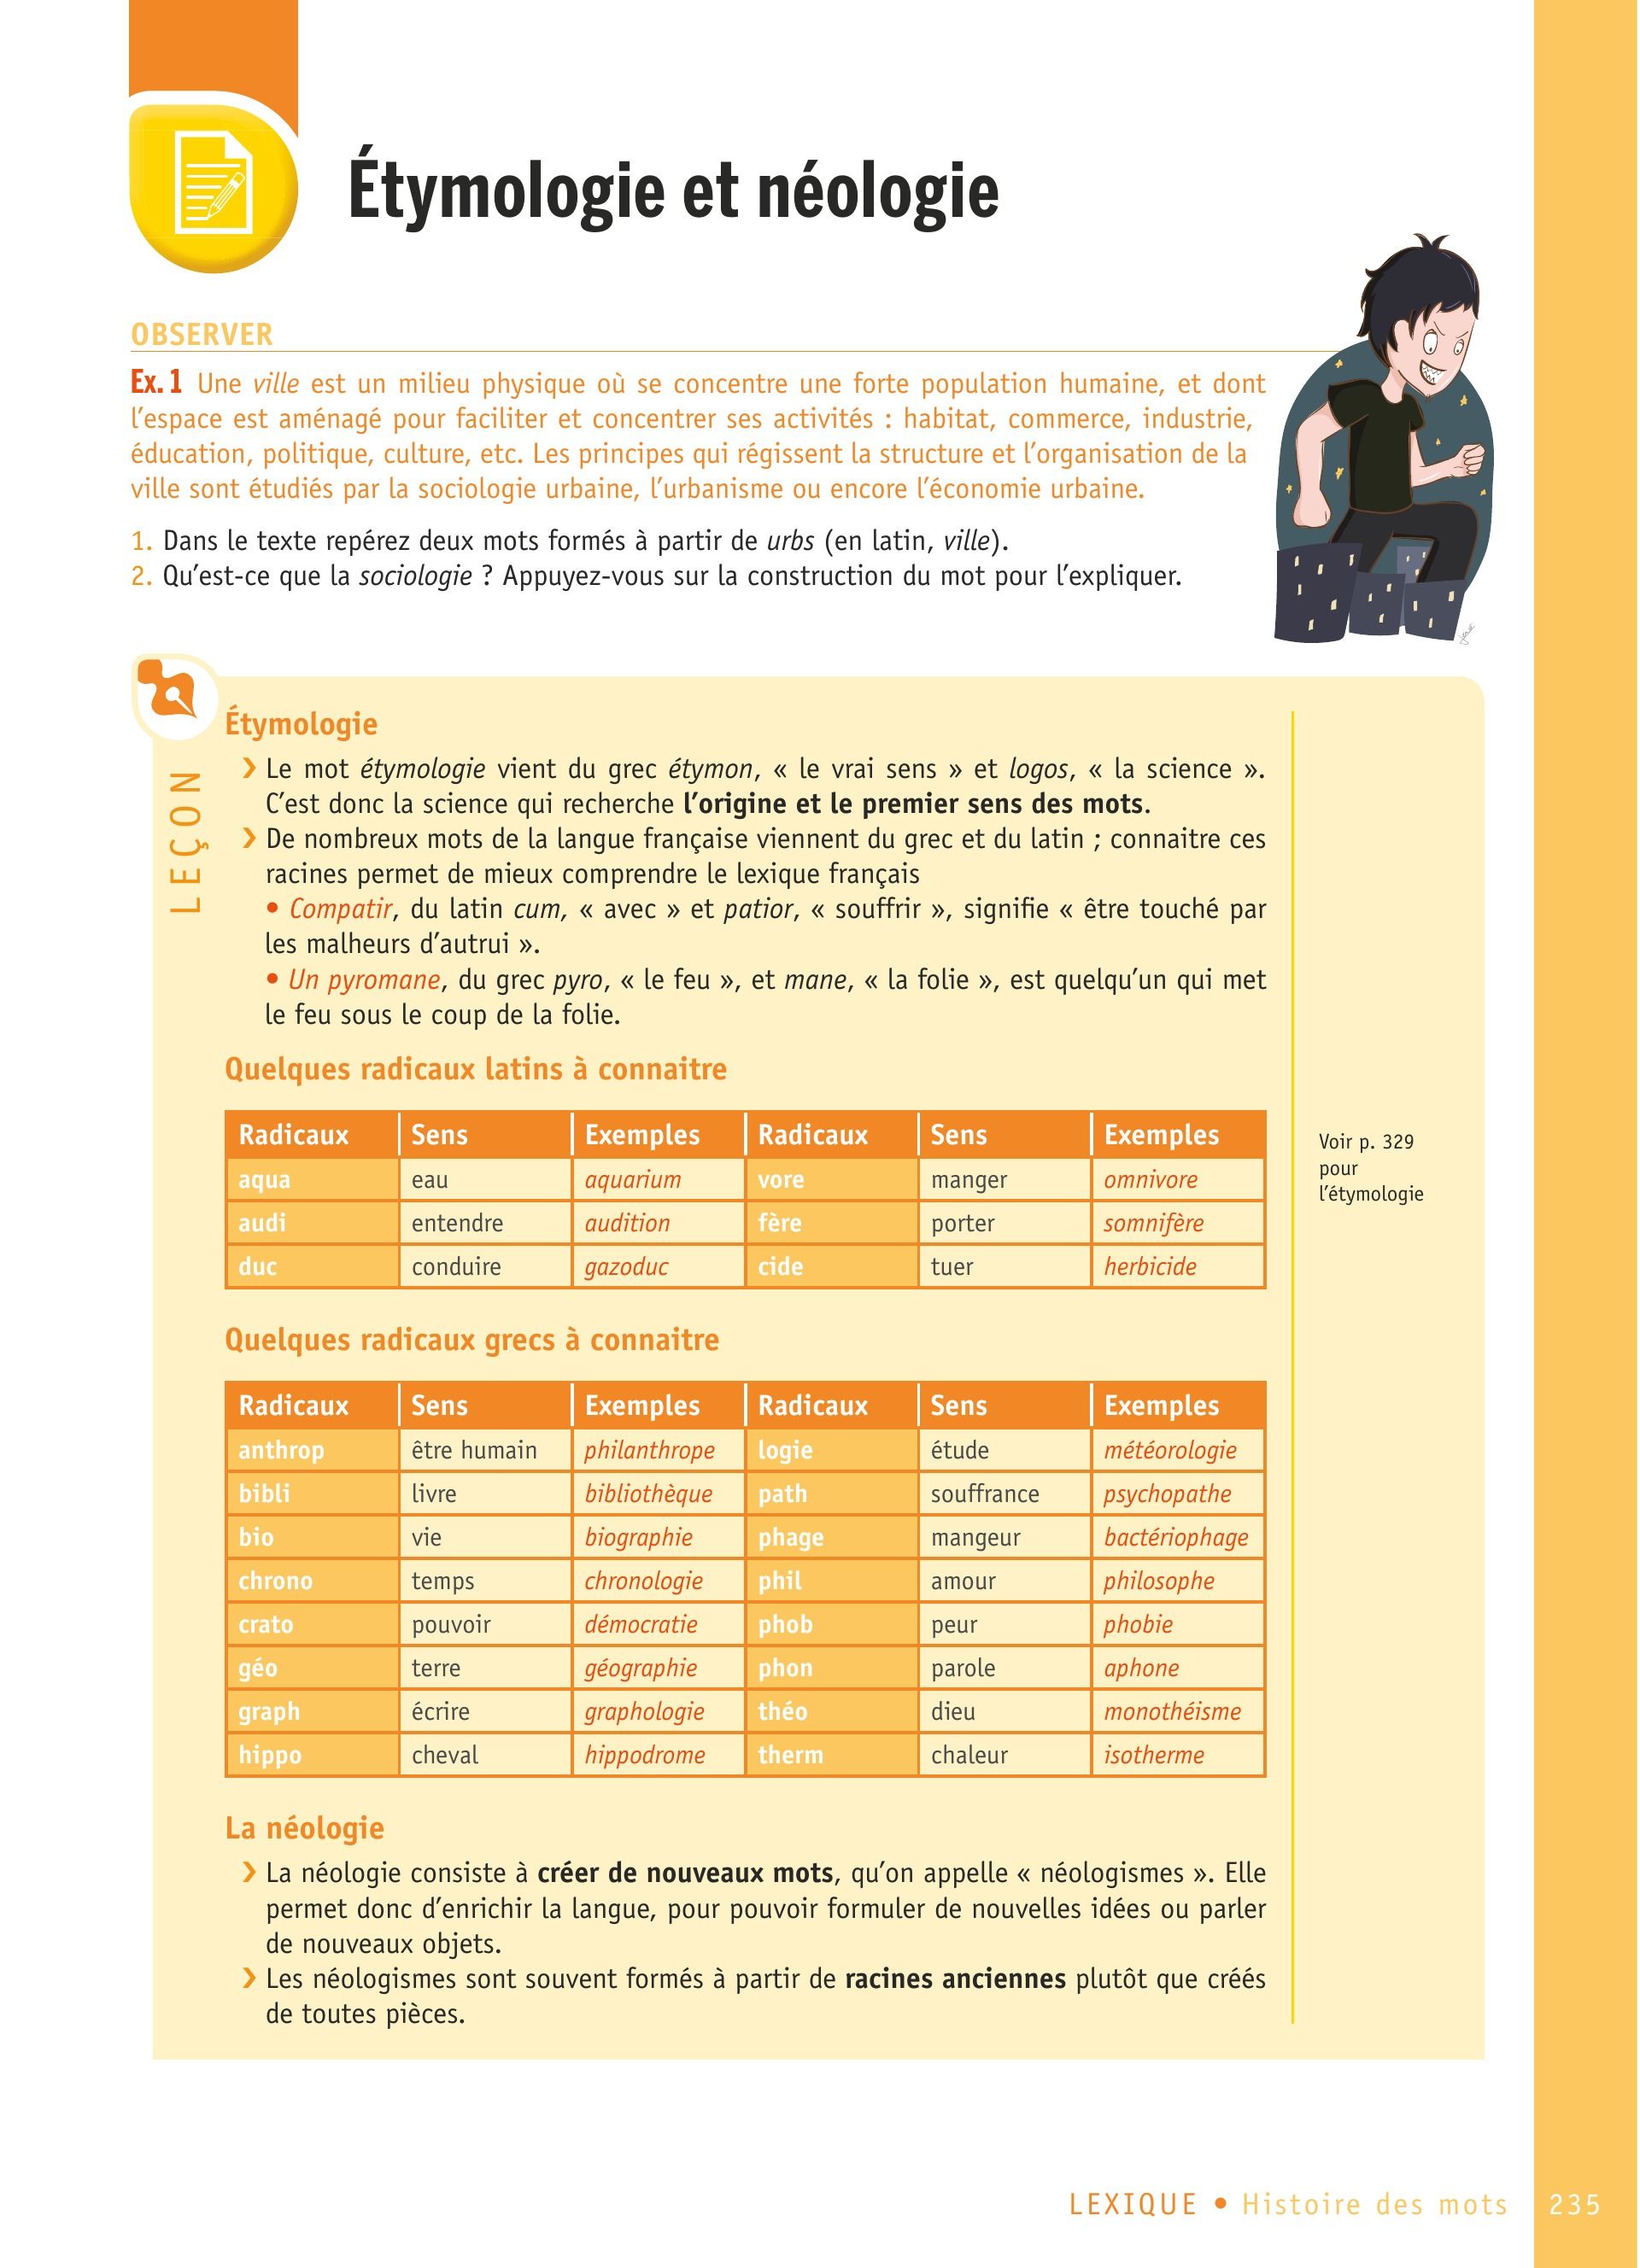 Étymologie et néologie
OBSERVER
Ex. 1 Une ville est un milieu physique où se concentre une forte population humaine, et dont
l'espace est aménagé pour faciliter et concentrer ses activités : habitat, commerce, industrie,
éducation, politique, culture, etc. Les principes qui régissent la structure et l'organisation de la
ville sont étudiés par la sociologie urbaine, l'urbanisme ou encore l'économie urbaine.
1. Dans le texte repérez deux mots formés à partir de urbs (en latin, ville).
2. Qu'est-ce que la sociologie ? Appuyez-vous sur la construction du mot pour l'expliquer.
LEÇON
Étymologie
❯ Le mot étymologie vient du grec étymon, « le vrai sens » et logos, « la science ».
C'est donc la science qui recherche l'origine et le premier sens des mots.
❯ De nombreux mots de la langue française viennent du grec et du latin ; connaitre ces
racines permet de mieux comprendre le lexique français
• Compatir, du latin cum, « avec » et patior, « souffrir », signifie « être touché par
les malheurs d'autrui ».
• Un pyromane, du grec pyro, « le feu », et mane, « la folie », est quelqu'un qui met
le feu sous le coup de la folie.
Quelques radicaux latins à connaitre
Radicaux Sens Exemples Radicaux Sens Exemples
aqua eau aquarium vore manger omnivore
audi entendre audition fère porter somnifère
duc conduire gazoduc cide tuer herbicide
Voir p. 329
pour
l'étymologie
Quelques radicaux grecs à connaitre
Radicaux Sens Exemples Radicaux Sens Exemples
anthrop être humain philanthrope logie étude météorologie
bibli livre bibliothèque path souffrance psychopathe
bio vie biographie phage mangeur bactériophage
chrono temps chronologie phil amour philosophe
crato pouvoir démocratie phob peur phobie
géo terre géographie phon parole aphone
graph écrire graphologie théo dieu monothéisme
hippo cheval hippodrome therm chaleur isotherme
La néologie
❯ La néologie consiste à créer de nouveaux mots, qu'on appelle « néologismes ». Elle
permet donc d'enrichir la langue, pour pouvoir formuler de nouvelles idées ou parler
de nouveaux objets.
❯ Les néologismes sont souvent formés à partir de racines anciennes plutôt que créés
de toutes pièces.
LEXIQUE • Histoire des mots 235